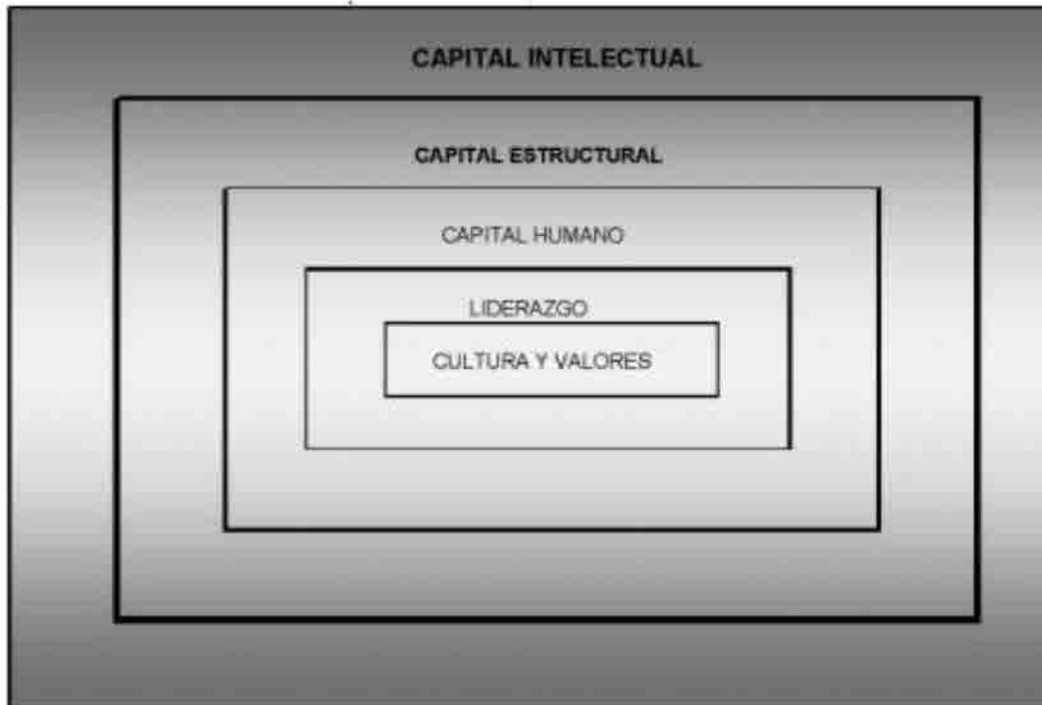 CAPITAL INTELECTUAL
CAPITAL ESTRUCTURAL
CAPITAL HUMANO
LIDERAZGO
CULTURA Y VALORES